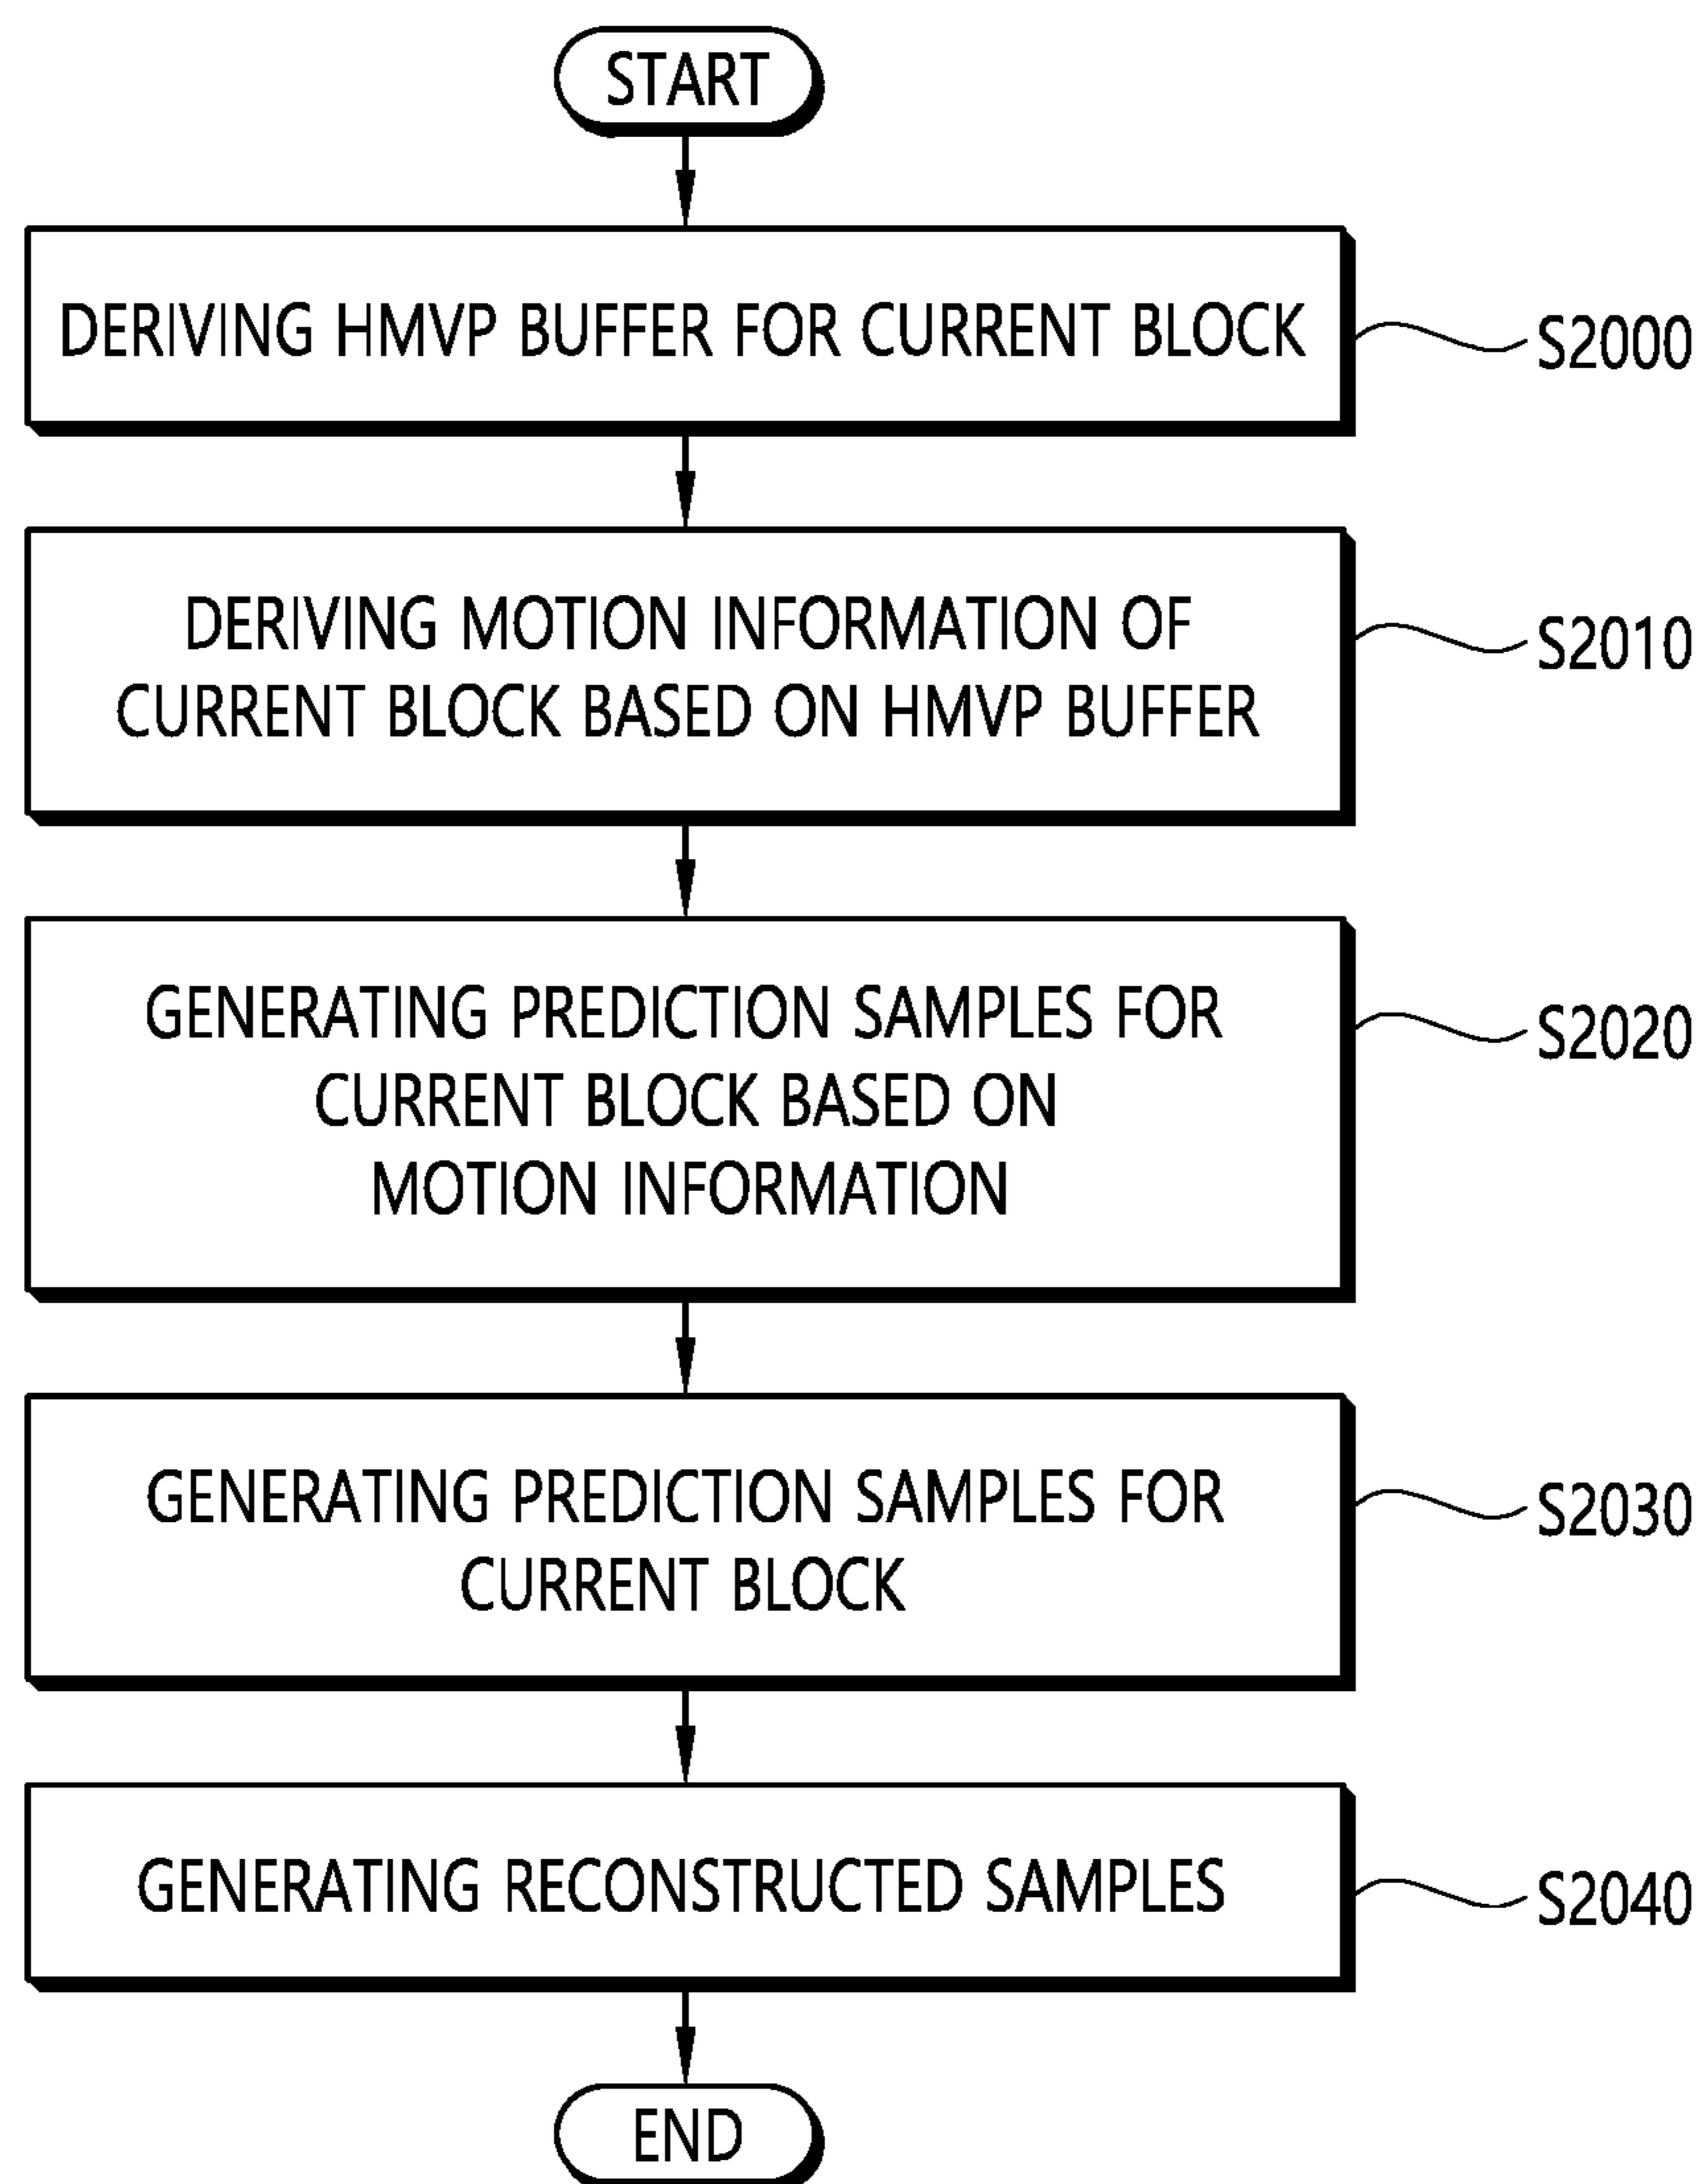 START
DERIVING HMVP BUFFER FOR CURRENT BLOCK
S2000
DERIVING MOTION INFORMATION OF
CURRENT BLOCK BASED ON HMVP BUFFER
S2010
GENERATING PREDICTION SAMPLES FOR
CURRENT BLOCK BASED ON
MOTION INFORMATION
S2020
GENERATING PREDICTION SAMPLES FOR
CURRENT BLOCK
S2030
GENERATING RECONSTRUCTED SAMPLES
S2040
END